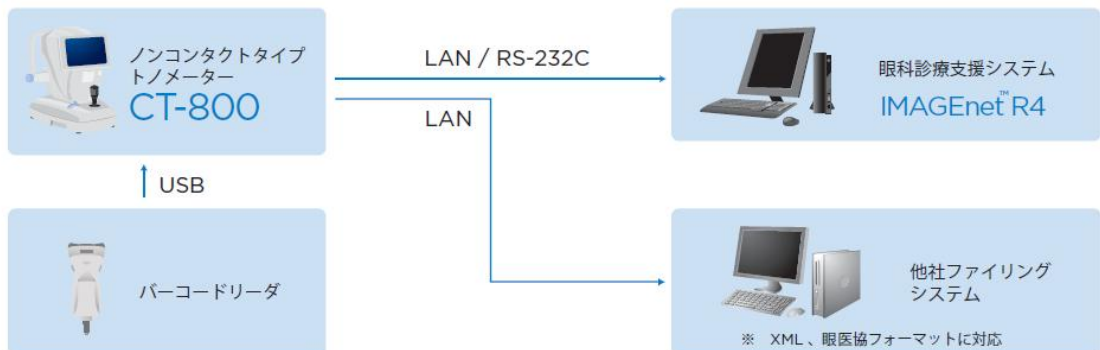 ノンコンタクトタイプ
トノメーター
CT-800
LAN / RS-232C
LAN
眼科診療支援システム
IMAGEnet™ R4
USB
バーコードリーダ
他社ファイリング
システム
※ XML 、眼医協フォーマットに対応